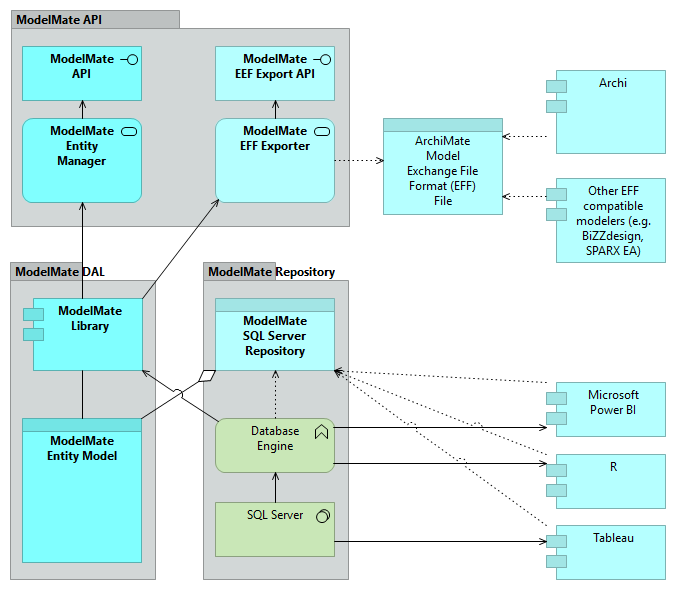 ModelMate API
ModelMate
API
ModelMate
EEF Export API
ModelMate
Entity
Manager
ModelMate
EFF Exporter
ArchiMate
Model
Exchange File
Format (EFF)
File
Archi
Other EFF
compatible
modelers (e.g.
BiZZdesign,
SPARX EA)
ModelMate DAL
ModelMate
Library
ModelMate
Entity Model
ModelMate Repository
ModelMate
SQL Server
Repository
Database
Engine
SQL Server
Microsoft
Power BI
R
Tableau